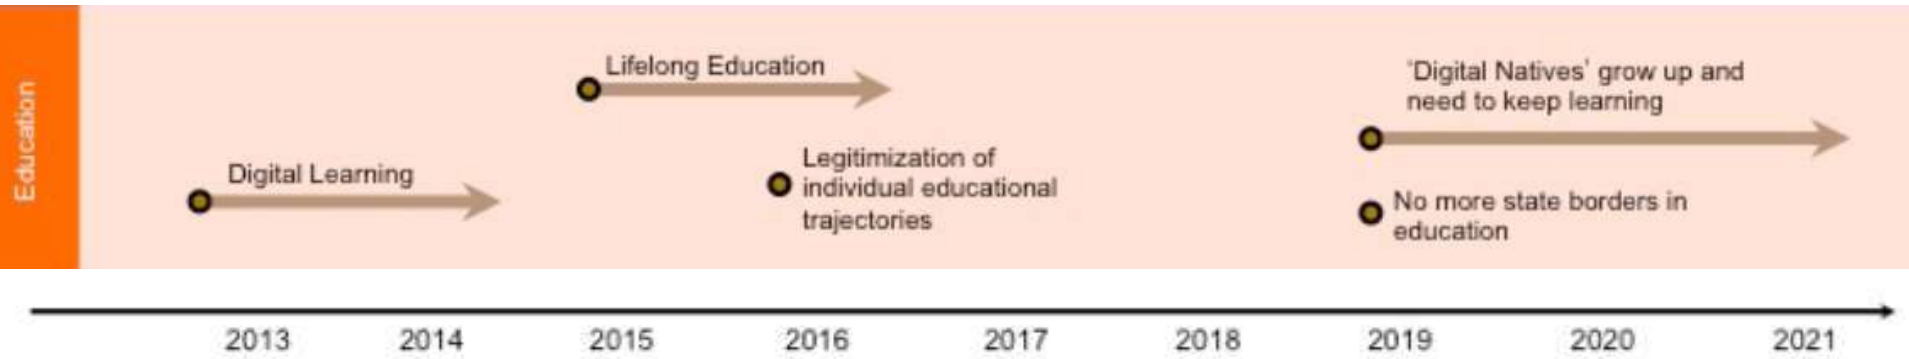 Education
Lifelong Education
'Digital Natives' grow up and
need to keep learning
Digital Learning
Legitimization of
individual educational
trajectories
No more state borders in
education
2013 2014 2015 2016 2017 2018 2019 2020 2021